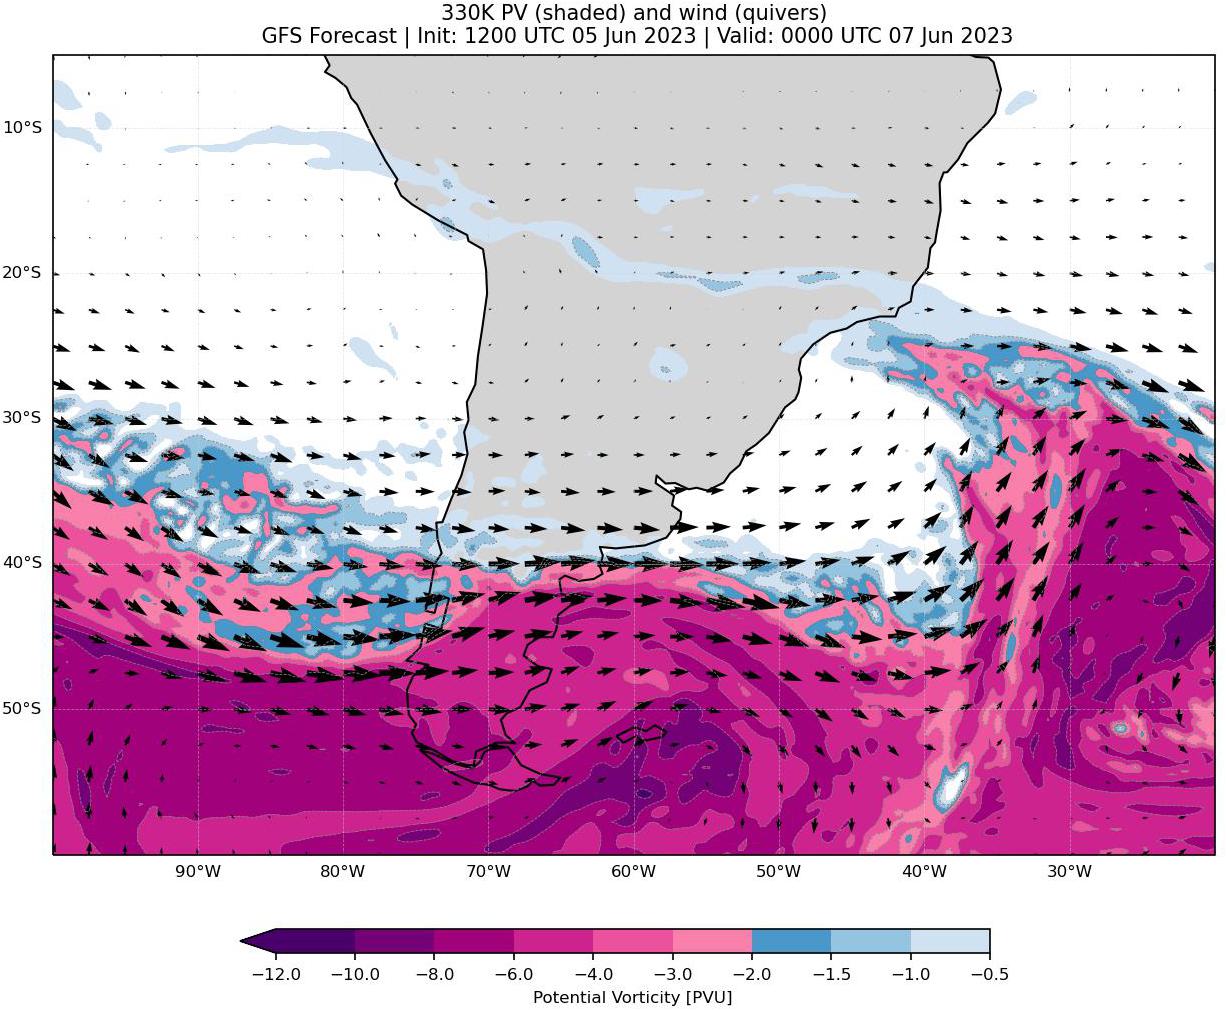 330K PV (shaded) and wind (quivers)
GFS Forecast | Init: 1200 UTC 05 Jun 2023 | Valid: 0000 UTC 07 Jun 2023
10°S
20°S
30°S
40°S
50°S
90°W 80°W 70°W 60°W 50°W 40°W 30°W
−12.0 −10.0 −8.0 −6.0 −4.0 −3.0 −2.0 −1.5 −1.0 −0.5
Potential Vorticity [PVU]